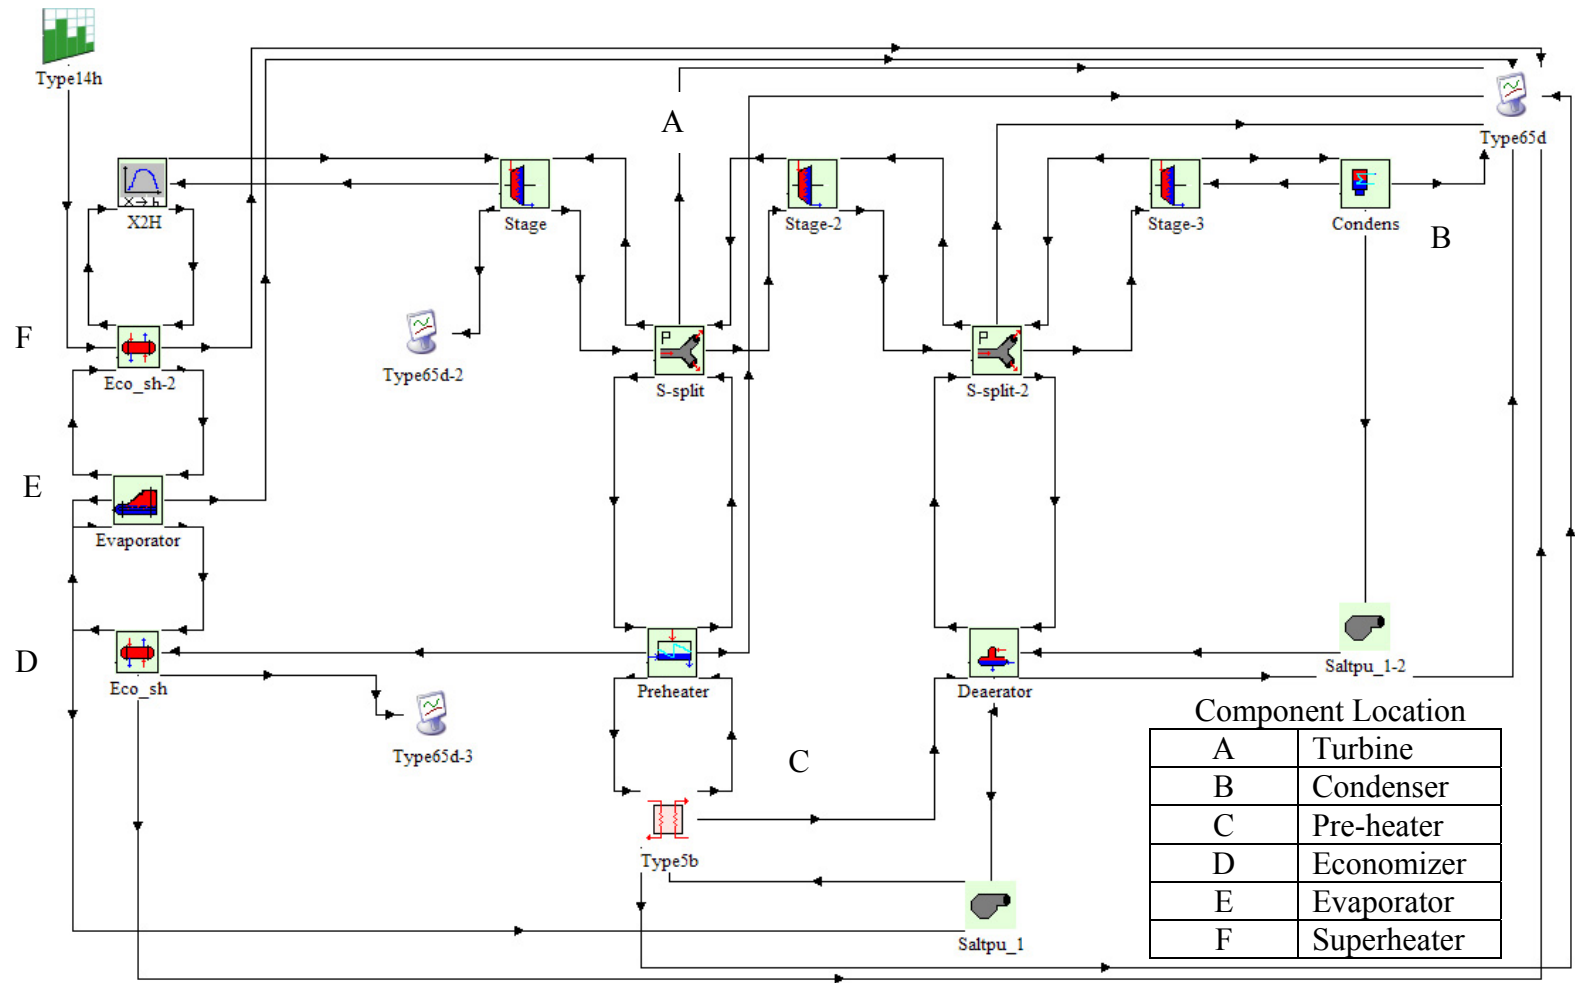 Type14h
A
Type65d
X→h
X2H
Stage
Stage-2
Stage-3
Condens
B
F
Type65d-2
P
P
Eco_sh-2
S-split
S-split-2
E
Evaporator
D
Eco_sh
Preheater
Deaerator
Saltpu_1-2
Type65d-3
C
Type5b
Saltpu_1
Component Location
A Turbine
B Condenser
C Pre-heater
D Economizer
E Evaporator
F Superheater